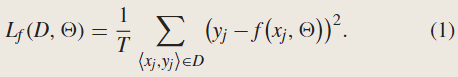 L_f(D, Θ) = \frac{1}{T} \sum_{⟨x_j,y_j⟩∈D} (y_j − f(x_j, Θ))². (1)